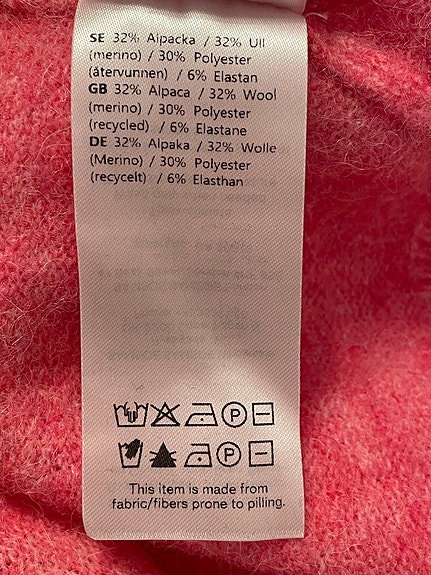 SE 32% Alpacka / 32% Ull
(merino) / 30% Polyester
(återvunnen) / 6% Elastan
GB 32% Alpaca / 32% Wool
(merino) / 30% Polyester
(recycled) / 6% Elastane
DE 32% Alpaka / 32% Wolle
(Merino) / 30% Polyester
(recycelt) / 6% Elasthan
P
P
This item is made from
fabric/fibers prone to pilling.